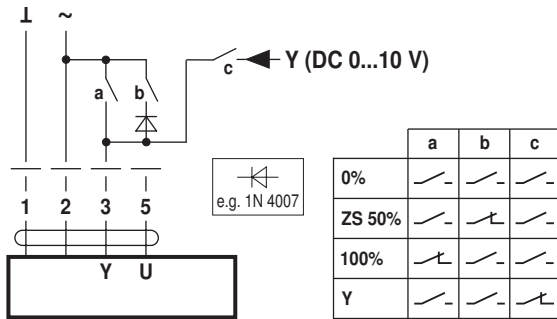 ⊥ ~
c Y (DC 0...10 V)
a b
1 2 3 5
Y U
e.g. 1N 4007
a b c
0%
ZS 50%
100%
Y